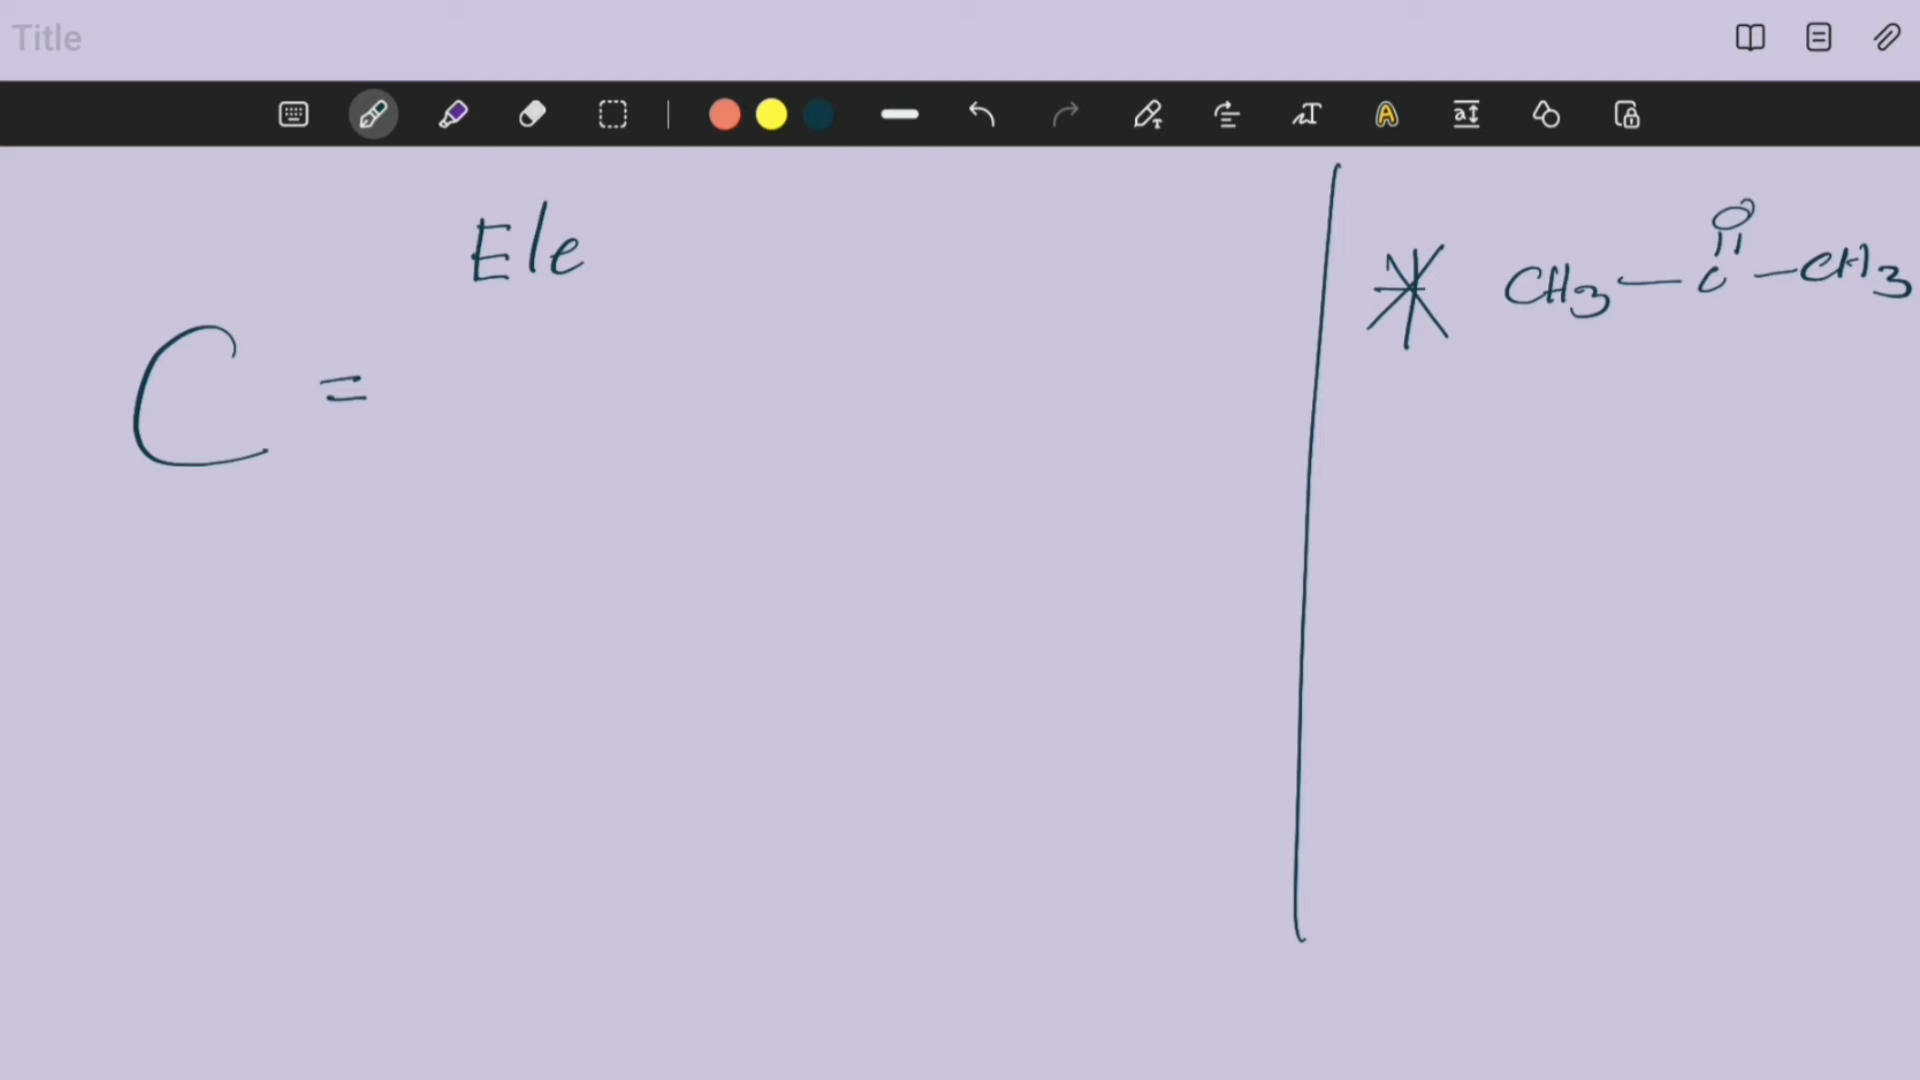 Title
Ele
C =
O
||
CH3 — C — CH3